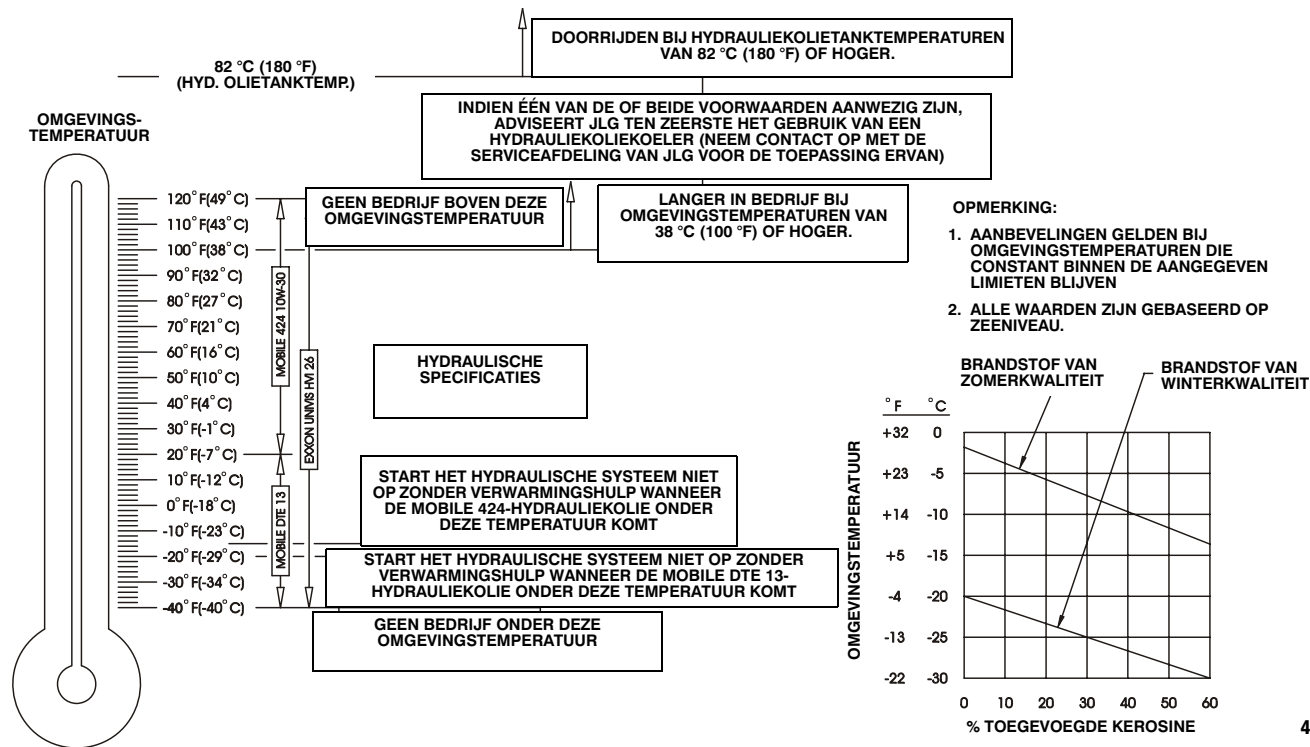 DOORRIJDEN BIJ HYDRAULIEKOLIETANKTEMPERATUREN
VAN 82 °C (180 °F) OF HOGER.
82 °C (180 °F)
(HYD. OLIETANKTEMP.)
INDIEN ÉÉN VAN DE OF BEIDE VOORWAARDEN AANWEZIG ZIJN,
ADVISEERT JLG TEN ZEERSTE HET GEBRUIK VAN EEN
HYDRAULIEKOLIEKOELER (NEEM CONTACT OP MET DE
SERVICEAFDELING VAN JLG VOOR DE TOEPASSING ERVAN)
OMGEVINGS-
TEMPERATUUR
120°F(49°C)
110°F(43°C)
100°F(38°C)
90°F(32°C)
80°F(27°C)
70°F(21°C)
60°F(16°C)
50°F(10°C)
40°F(4°C)
30°F(-1°C)
20°F(-7°C)
10°F(-12°C)
0°F(-18°C)
-10°F(-23°C)
-20°F(-29°C)
-30°F(-34°C)
-40°F(-40°C)
MOBILE 424 10W-30
MOBILE DTE 13
EXXON UNIVIS HVI 26
GEEN BEDRIJF BOVEN DEZE
OMGEVINGSTEMPERATUUR
LANGER IN BEDRIJF BIJ
OMGEVINGSTEMPERATUREN VAN
38 °C (100 °F) OF HOGER.
HYDRAULISCHE
SPECIFICATIES
START HET HYDRAULISCHE SYSTEEM NIET
OP ZONDER VERWARMINGSHULP WANNEER
DE MOBILE 424-HYDRAULIEKOLIE ONDER
DEZE TEMPERATUUR KOMT
START HET HYDRAULISCHE SYSTEEM NIET OP ZONDER
VERWARMINGSHULP WANNEER DE MOBILE DTE 13-
HYDRAULIEKOLIE ONDER DEZE TEMPERATUUR KOMT
GEEN BEDRIJF ONDER DEZE
OMGEVINGSTEMPERATUUR
OPMERKING:
1. AANBEVELINGEN GELDEN BIJ
OMGEVINGSTEMPERATUREN DIE
CONSTANT BINNEN DE AANGEGEVEN
LIMIETEN BLIJVEN
2. ALLE WAARDEN ZIJN GEBASEERD OP
ZEENIVEAU.
BRANDSTOF VAN
ZOMERKWALITEIT
BRANDSTOF VAN
WINTERKWALITEIT
°F °C
+32 0
+23 -5
+14 -10
+5 -15
-4 -20
-13 -25
-22 -30
OMGEVINGSTEMPERATUUR
0 10 20 30 40 50 60
% TOEGEVOEGDE KEROSINE
4